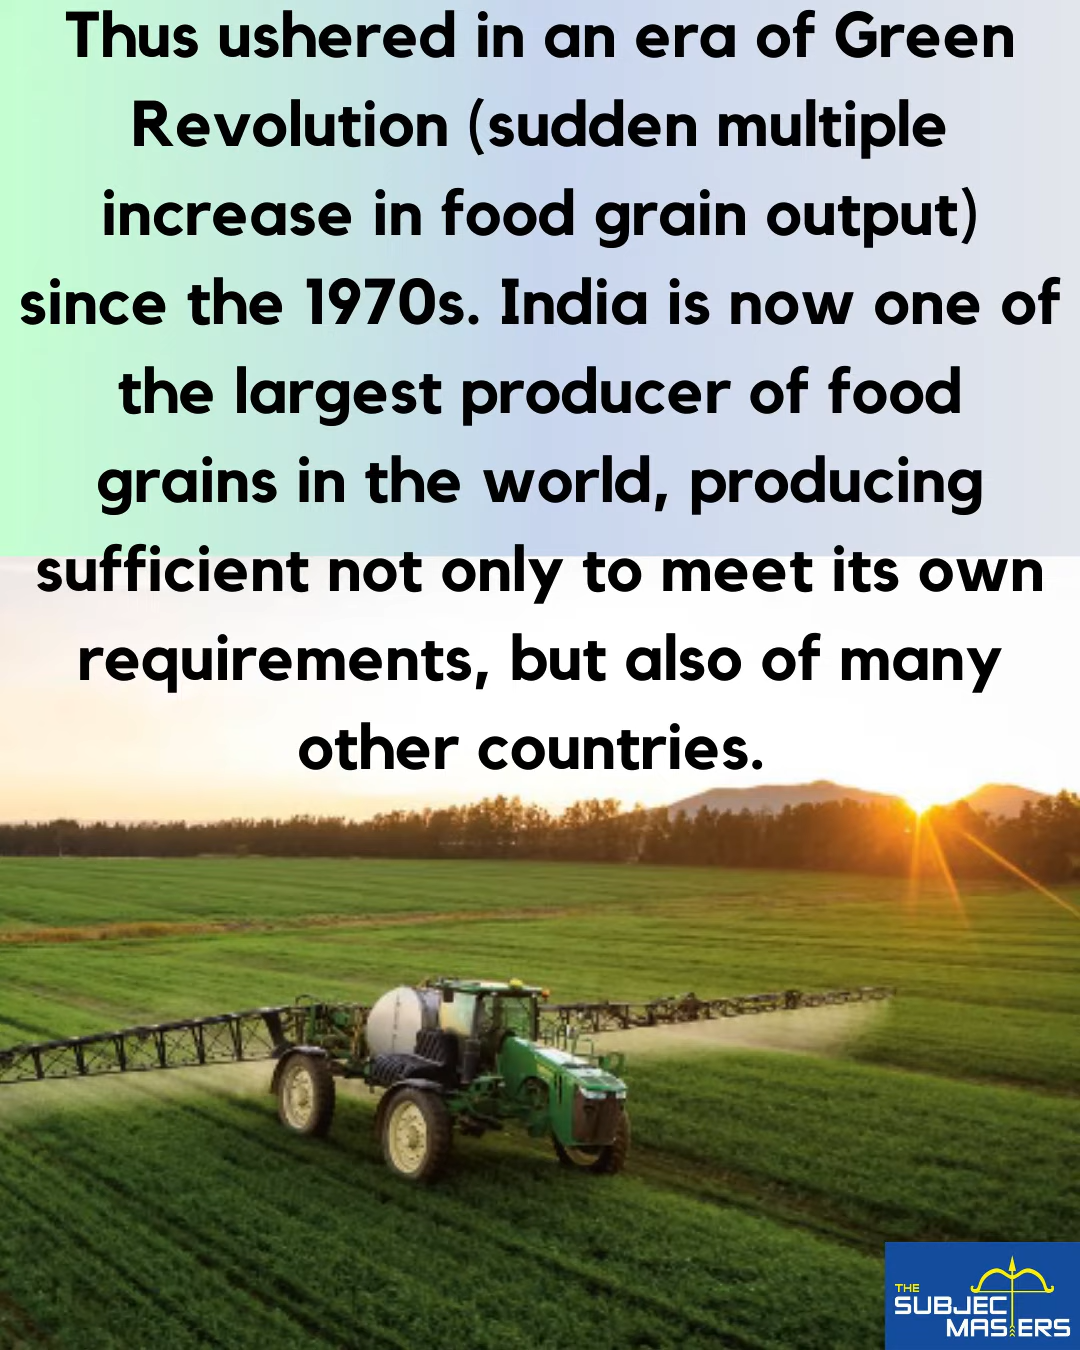 Thus ushered in an era of Green
Revolution (sudden multiple
increase in food grain output)
since the 1970s. India is now one of
the largest producer of food
grains in the world, producing
sufficient not only to meet its own
requirements, but also of many
other countries.
THE
SUBJECT
MASTERS